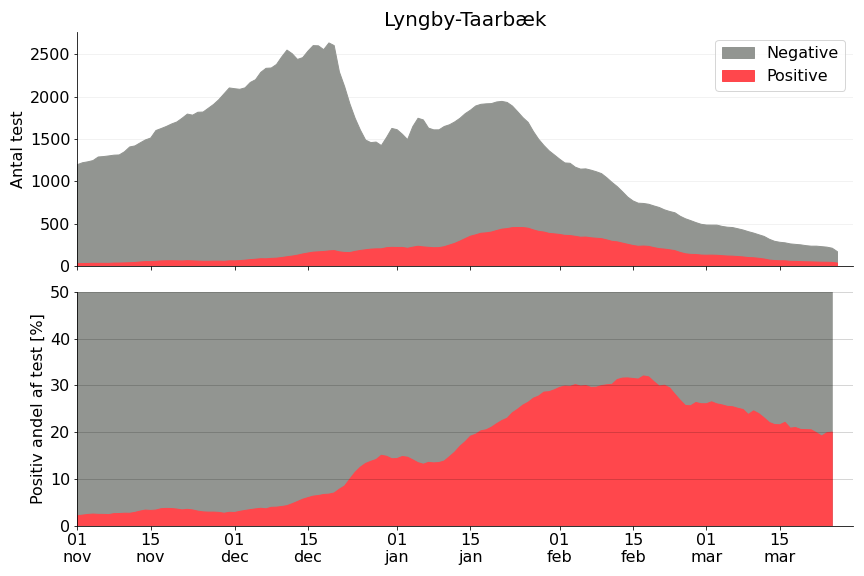 Lyngby-Taarbæk
Antal test
2500
2000
1500
1000
500
0
Negative
Positive
Positiv andel af test [%]
50
40
30
20
10
0
01 nov
15 nov
01 dec
15 dec
01 jan
15 jan
01 feb
15 feb
01 mar
15 mar